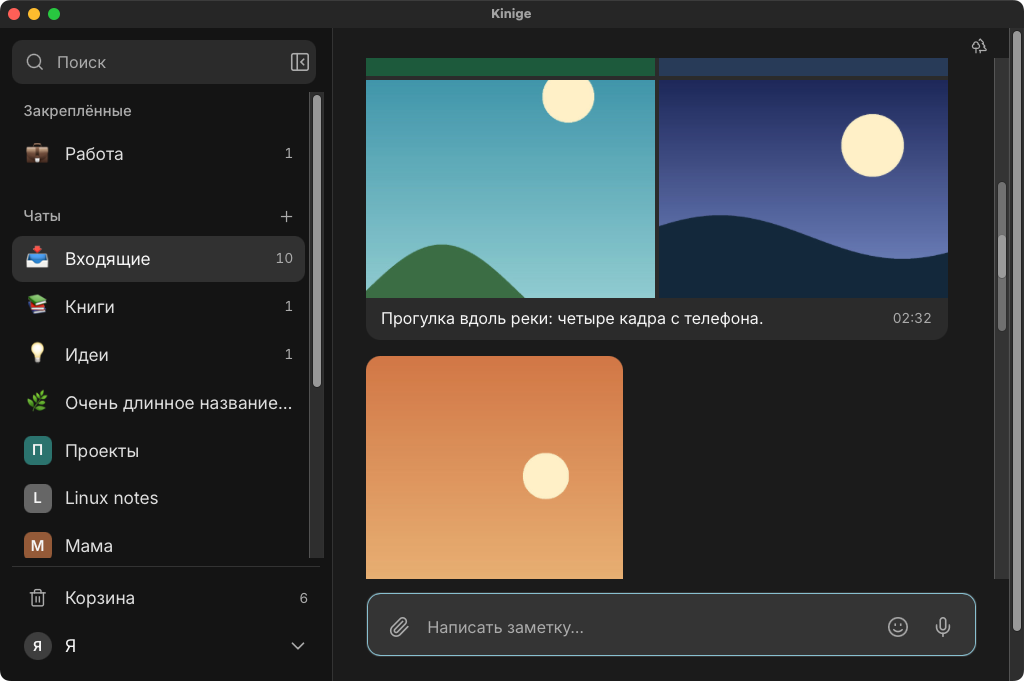 Kinige
Поиск
Закреплённые
Работа 1
Чаты
Входящие 10
Книги 1
Идеи 1
Очень длинное название...
П Проекты
L Linux notes
М Мама
Корзина 6
Я Я
Прогулка вдоль реки: четыре кадра с телефона. 02:32
Написать заметку...